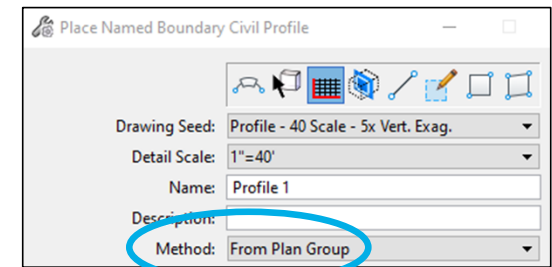 Place Named Boundary Civil Profile
Drawing Seed: Profile - 40 Scale - 5x Vert. Exag.
Detail Scale: 1"=40'
Name: Profile 1
Description:
Method: From Plan Group